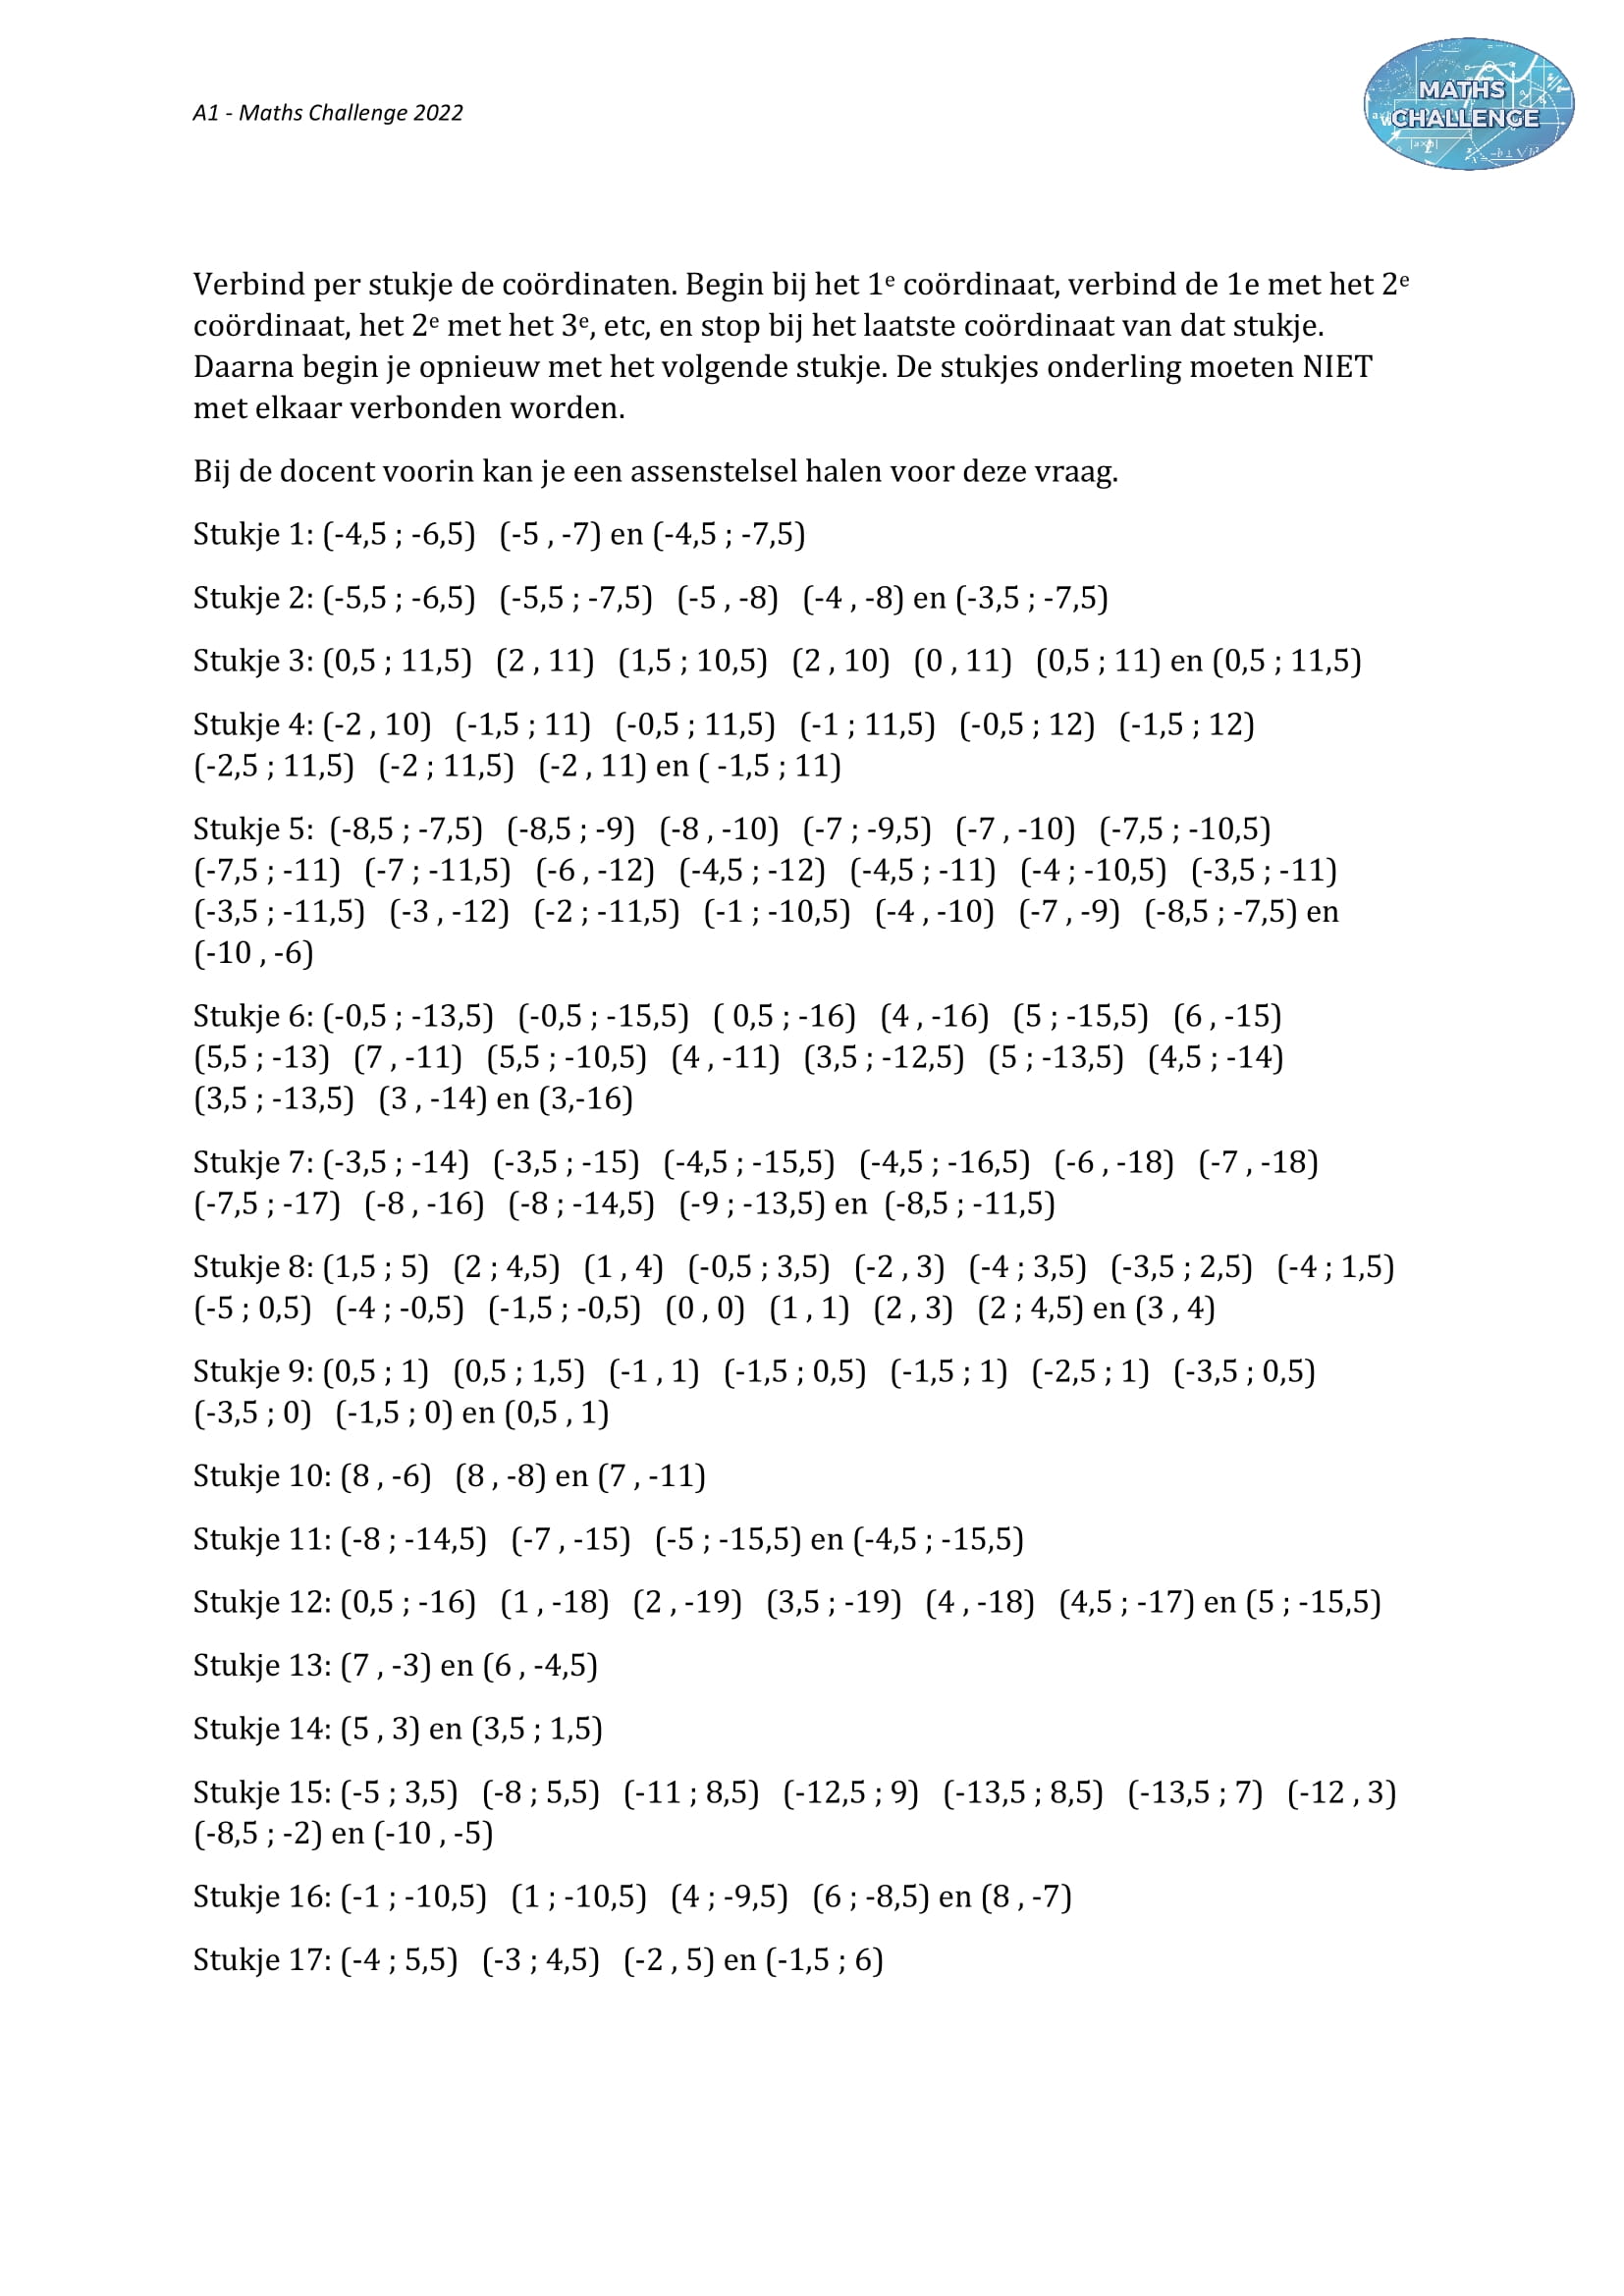 A1 - Maths Challenge 2022
MATHS
CHALLENGE
Verbind per stukje de coördinaten. Begin bij het 1e coördinaat, verbind de 1e met het 2e
coördinaat, het 2e met het 3e, etc, en stop bij het laatste coördinaat van dat stukje.
Daarna begin je opnieuw met het volgende stukje. De stukjes onderling moeten NIET
met elkaar verbonden worden.
Bij de docent voorin kan je een assenstelsel halen voor deze vraag.
Stukje 1: (-4,5 ; -6,5) (-5 , -7) en (-4,5 ; -7,5)
Stukje 2: (-5,5 ; -6,5) (-5,5 ; -7,5) (-5 , -8) (-4 , -8) en (-3,5 ; -7,5)
Stukje 3: (0,5 ; 11,5) (2 , 11) (1,5 ; 10,5) (2 , 10) (0 , 11) (0,5 ; 11) en (0,5 ; 11,5)
Stukje 4: (-2 , 10) (-1,5 ; 11) (-0,5 ; 11,5) (-1 ; 11,5) (-0,5 ; 12) (-1,5 ; 12)
(-2,5 ; 11,5) (-2 ; 11,5) (-2 , 11) en ( -1,5 ; 11)
Stukje 5: (-8,5 ; -7,5) (-8,5 ; -9) (-8 , -10) (-7 ; -9,5) (-7 , -10) (-7,5 ; -10,5)
(-7,5 ; -11) (-7 ; -11,5) (-6 , -12) (-4,5 ; -12) (-4,5 ; -11) (-4 ; -10,5) (-3,5 ; -11)
(-3,5 ; -11,5) (-3 , -12) (-2 ; -11,5) (-1 ; -10,5) (-4 , -10) (-7 , -9) (-8,5 ; -7,5) en
(-10 , -6)
Stukje 6: (-0,5 ; -13,5) (-0,5 ; -15,5) ( 0,5 ; -16) (4 , -16) (5 ; -15,5) (6 , -15)
(5,5 ; -13) (7 , -11) (5,5 ; -10,5) (4 , -11) (3,5 ; -12,5) (5 ; -13,5) (4,5 ; -14)
(3,5 ; -13,5) (3 , -14) en (3,-16)
Stukje 7: (-3,5 ; -14) (-3,5 ; -15) (-4,5 ; -15,5) (-4,5 ; -16,5) (-6 , -18) (-7 , -18)
(-7,5 ; -17) (-8 , -16) (-8 ; -14,5) (-9 ; -13,5) en (-8,5 ; -11,5)
Stukje 8: (1,5 ; 5) (2 ; 4,5) (1 , 4) (-0,5 ; 3,5) (-2 , 3) (-4 ; 3,5) (-3,5 ; 2,5) (-4 ; 1,5)
(-5 ; 0,5) (-4 ; -0,5) (-1,5 ; -0,5) (0 , 0) (1 , 1) (2 , 3) (2 ; 4,5) en (3 , 4)
Stukje 9: (0,5 ; 1) (0,5 ; 1,5) (-1 , 1) (-1,5 ; 0,5) (-1,5 ; 1) (-2,5 ; 1) (-3,5 ; 0,5)
(-3,5 ; 0) (-1,5 ; 0) en (0,5 , 1)
Stukje 10: (8 , -6) (8 , -8) en (7 , -11)
Stukje 11: (-8 ; -14,5) (-7 , -15) (-5 ; -15,5) en (-4,5 ; -15,5)
Stukje 12: (0,5 ; -16) (1 , -18) (2 , -19) (3,5 ; -19) (4 , -18) (4,5 ; -17) en (5 ; -15,5)
Stukje 13: (7 , -3) en (6 , -4,5)
Stukje 14: (5 , 3) en (3,5 ; 1,5)
Stukje 15: (-5 ; 3,5) (-8 ; 5,5) (-11 ; 8,5) (-12,5 ; 9) (-13,5 ; 8,5) (-13,5 ; 7) (-12 , 3)
(-8,5 ; -2) en (-10 , -5)
Stukje 16: (-1 ; -10,5) (1 ; -10,5) (4 ; -9,5) (6 ; -8,5) en (8 , -7)
Stukje 17: (-4 ; 5,5) (-3 ; 4,5) (-2 , 5) en (-1,5 ; 6)